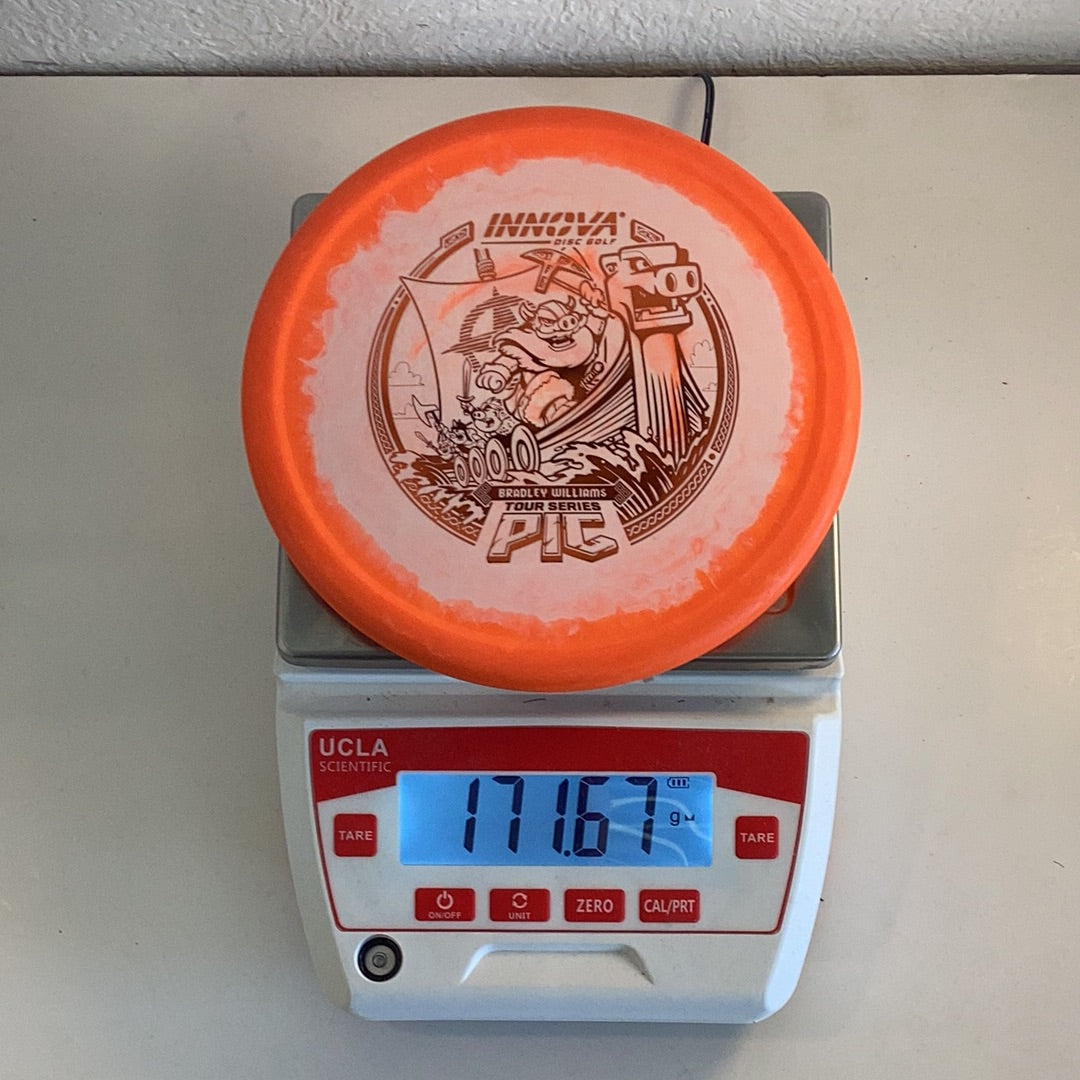 INNOVA®
DISC GOLF
BRADLEY WILLIAMS
TOUR SERIES
PIG
UCLA
SCIENTIFIC
171.67 g
TARE
TARE
ON/OFF
UNIT
ZERO
CAL/PRT